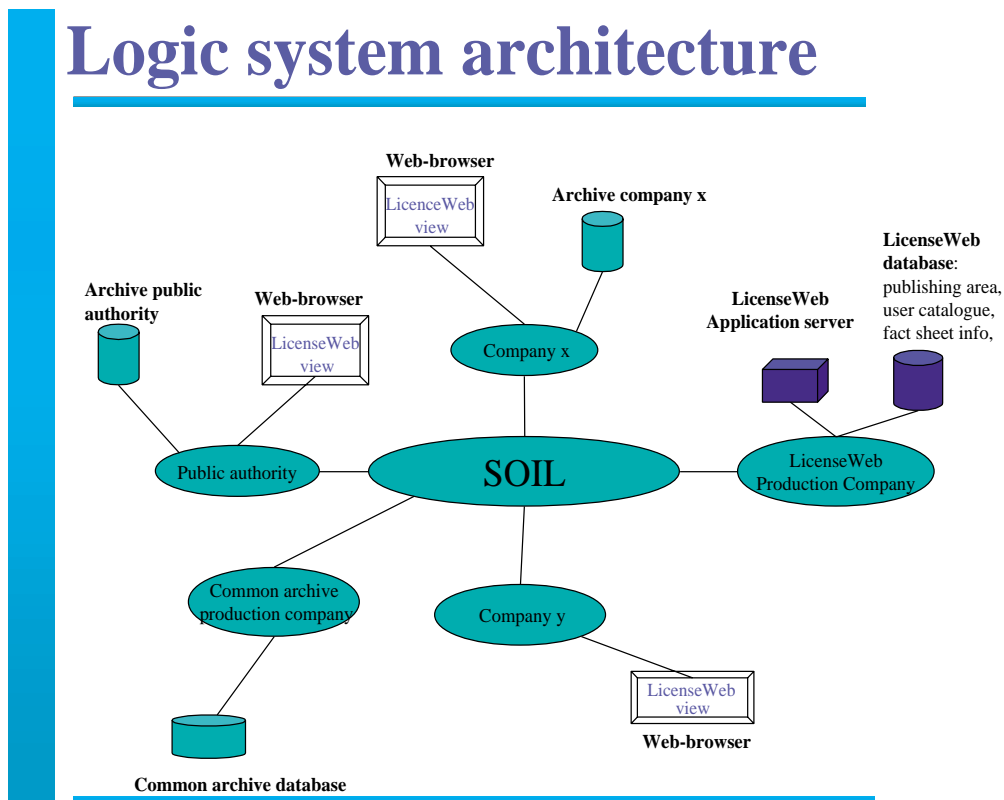 Logic system architecture
Web-browser
LicenceWeb
view
Archive company x
LicenseWeb
database:
publishing area,
user catalogue,
fact sheet info,
Archive public
authority
Web-browser
LicenseWeb
view
LicenseWeb
Application server
Company x
Public authority
SOIL
LicenseWeb
Production Company
Common archive
production company
Company y
LicenseWeb
view
Web-browser
Common archive database